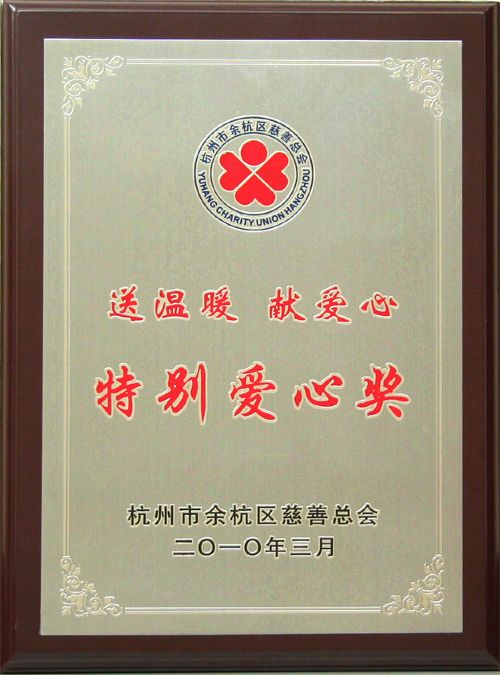 杭州市余杭区慈善总会
YUHANG CHARITY UNION HANGZHOU
送温暖 献爱心
特别爱心奖
杭州市余杭区慈善总会
二〇一〇年三月